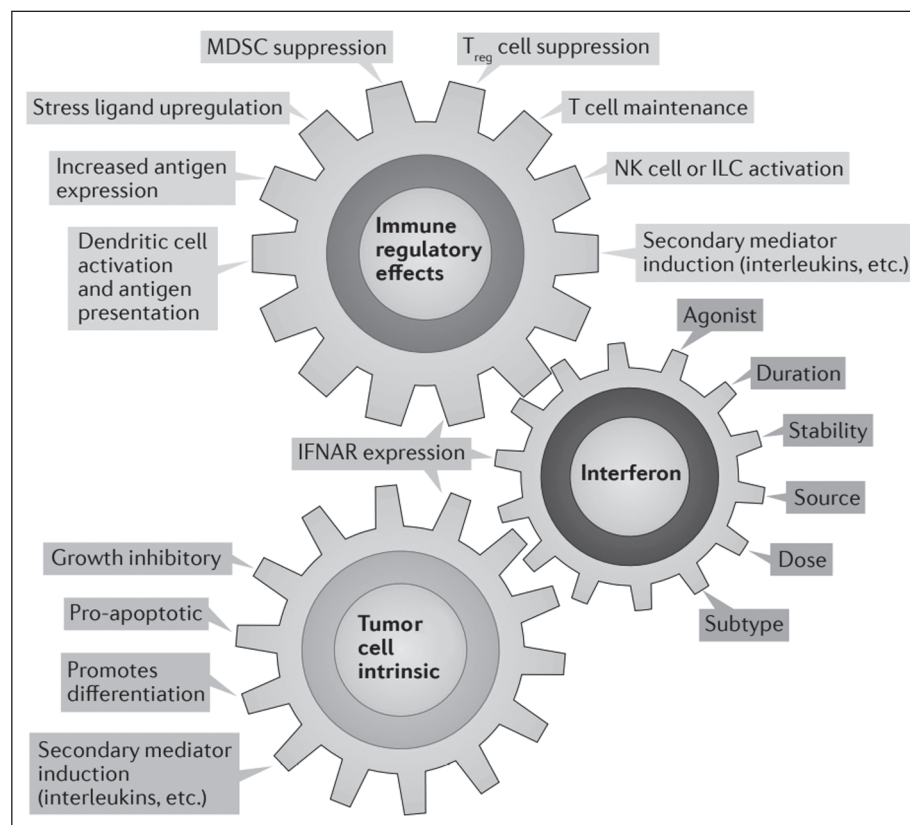 MDSC suppression
Treg cell suppression
Stress ligand upregulation
T cell maintenance
Increased antigen
expression
NK cell or ILC activation
Dendritic cell
activation
and antigen
presentation
Immune
regulatory
effects
Secondary mediator
induction (interleukins, etc.)
Agonist
Duration
Stability
IFNAR expression
Interferon
Source
Dose
Subtype
Growth inhibitory
Pro-apoptotic
Promotes
differentiation
Secondary mediator
induction
(interleukins, etc.)
Tumor
cell
intrinsic